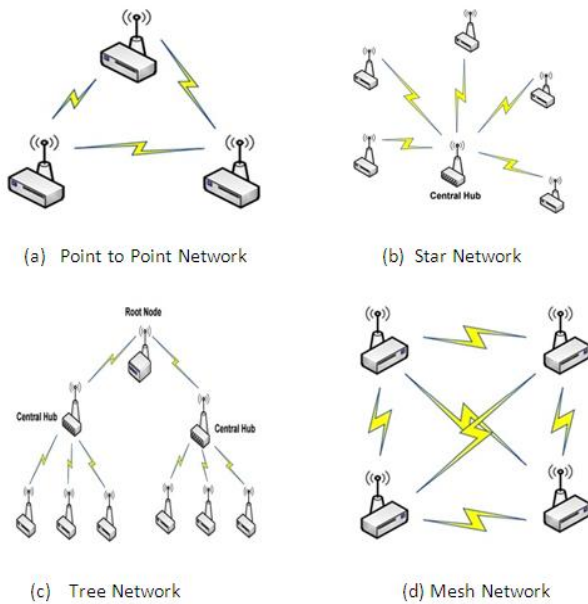 (a) Point to Point Network
Central Hub
(b) Star Network
Root Node
Central Hub
Central Hub
(c) Tree Network
(d) Mesh Network